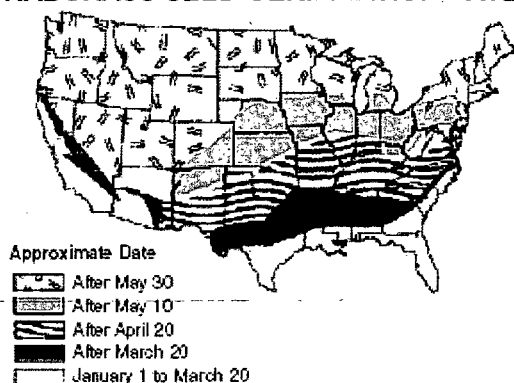 Approximate Date
After May 30
After May 10
After April 20
After March 20
January 1 to March 20